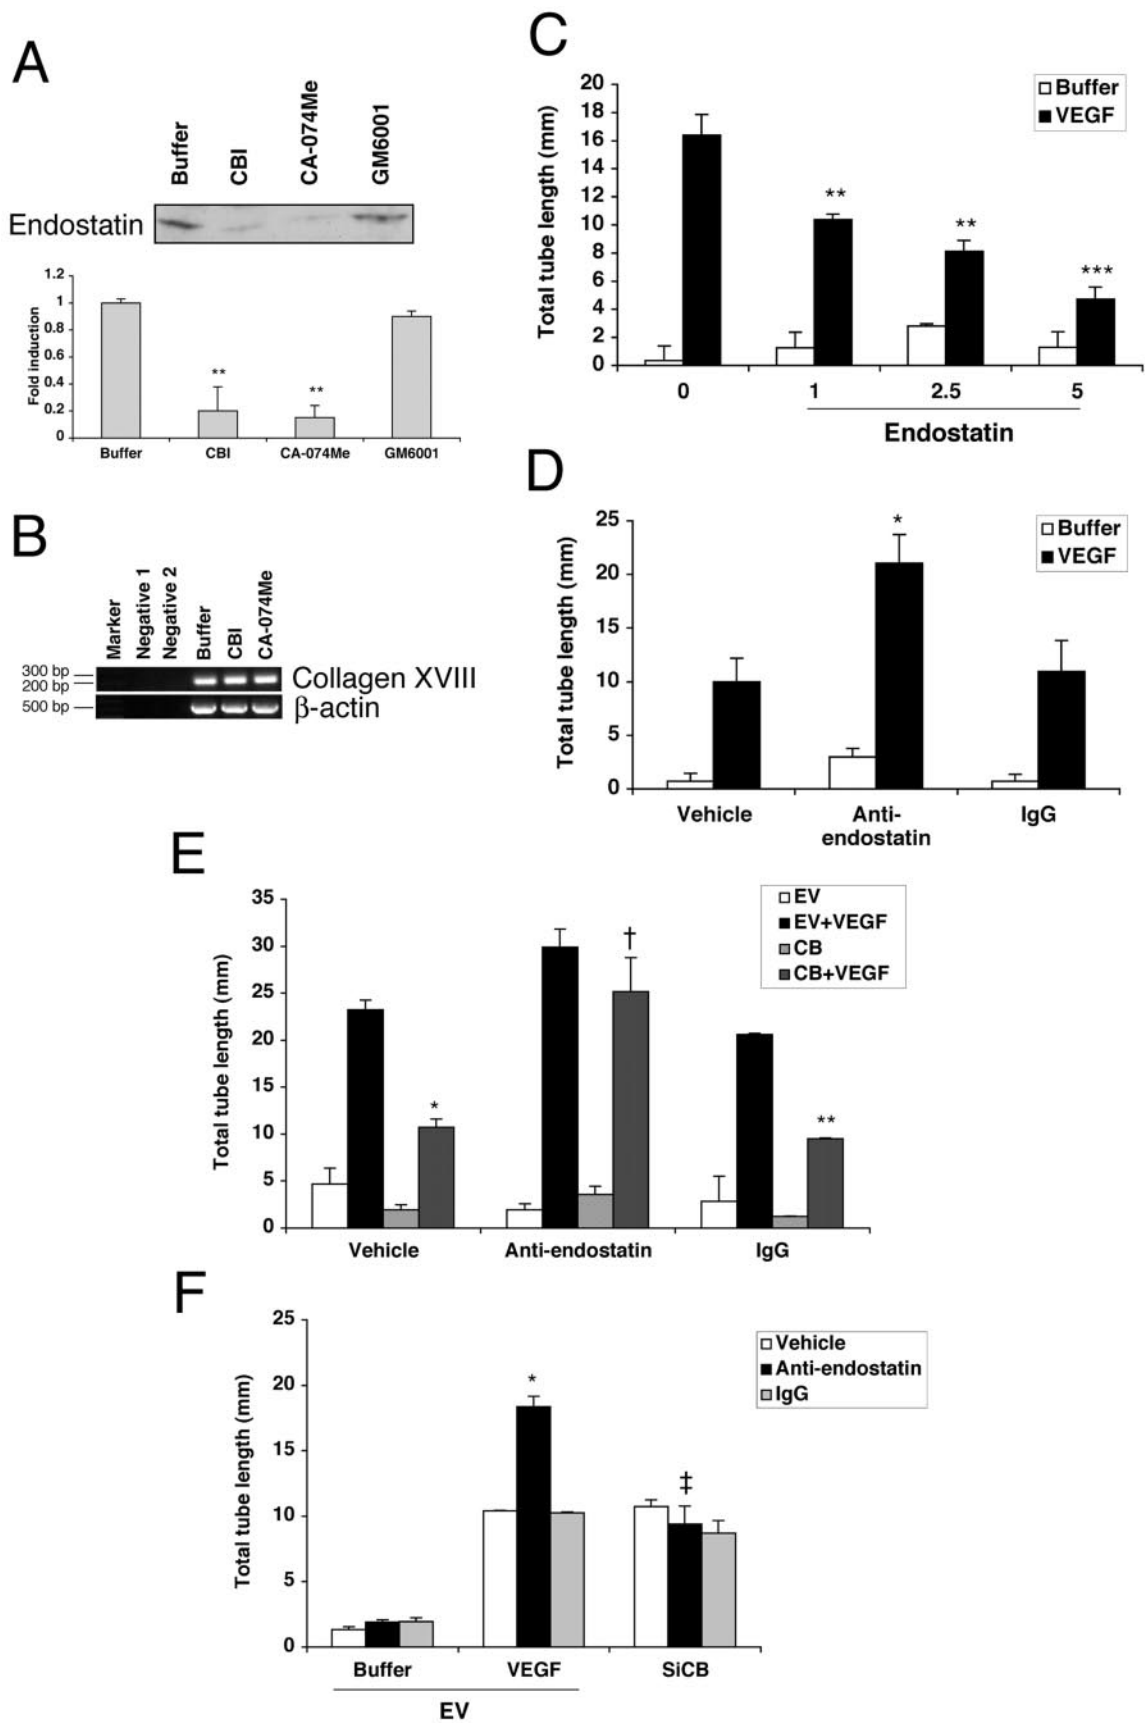 A
Buffer
CBI
CA-074Me
GM6001
Endostatin
Fold induction
1.2
1
0.8
0.6
0.4
0.2
0
**
**
Buffer
CBI
CA-074Me
GM6001
B
Marker
Negative 1
Negative 2
Buffer
CBI
CA-074Me
300 bp
200 bp
500 bp
Collagen XVIII
β-actin
C
Total tube length (mm)
20
18
16
14
12
10
8
6
4
2
0
Buffer
VEGF
**
**
***
0
1
2.5
5
Endostatin
D
Total tube length (mm)
25
20
15
10
5
0
Buffer
VEGF
*
Vehicle
Anti-
endostatin
IgG
E
Total tube length (mm)
35
30
25
20
15
10
5
0
EV
EV+VEGF
CB
CB+VEGF
*
†
**
Vehicle
Anti-endostatin
IgG
F
Total tube length (mm)
25
20
15
10
5
0
Vehicle
Anti-endostatin
IgG
*
‡
Buffer
VEGF
SiCB
EV